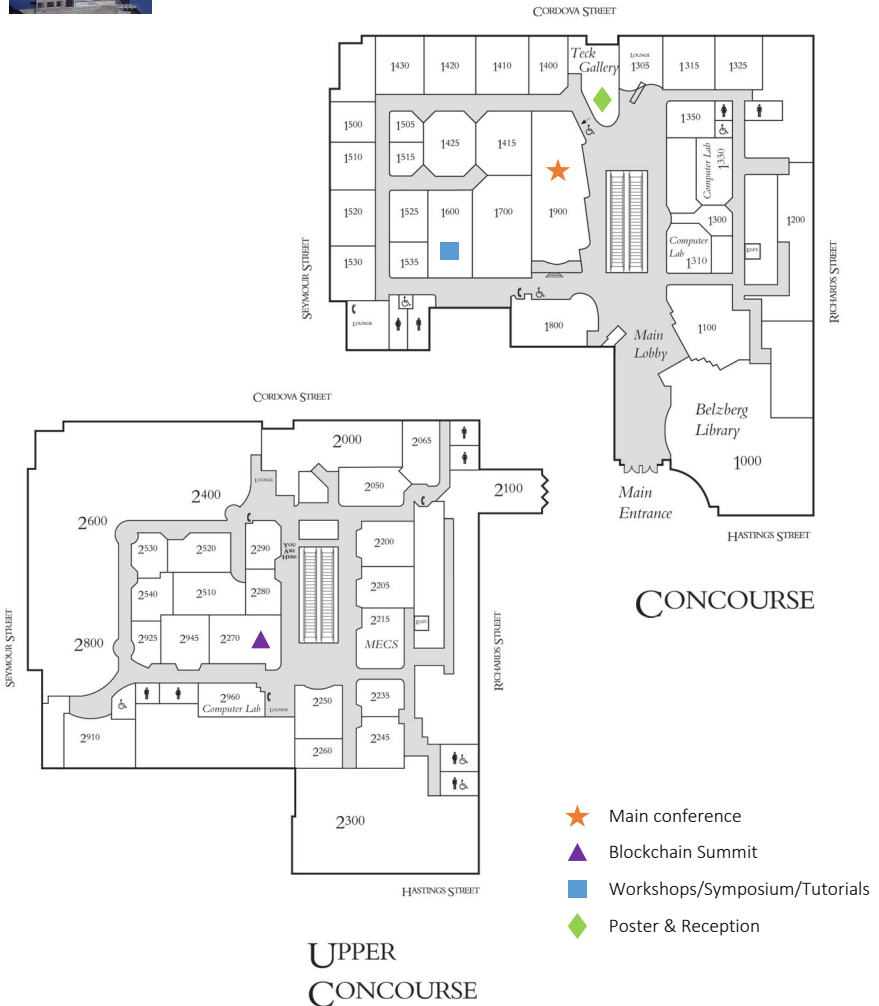 CORDOVA STREET
Teck
Gallery
LOUNGE
1430
1420
1410
1400
1305
1315
1325
1500
1505
1425
1415
1350
1510
1515
Computer Lab
1330
1520
1525
1600
1700
1900
1300
1200
Computer
Lab
1310
ELEV.
1530
1535
SEYMOUR STREET
RICHARDS STREET
LOUNGE
1800
Main
Lobby
1100
Belzberg
Library
1000
Main
Entrance
HASTINGS STREET
CONCOURSE
CORDOVA STREET
2000
2065
2050
2100
LOUNGE
2400
2600
2530
2520
2290
YOU
ARE
HERE
2200
2540
2510
2280
2205
2215
MECS
ELEV.
2925
2945
2270
2800
SEYMOUR STREET
RICHARDS STREET
2960
Computer Lab
LOUNGE
2250
2235
2910
2260
2245
2300
HASTINGS STREET
UPPER
CONCOURSE
Main conference
Blockchain Summit
Workshops/Symposium/Tutorials
Poster & Reception